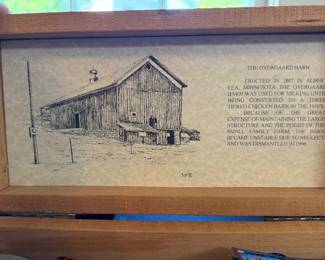 THE OVERGAARD BARN
ERECTED IN 1887 IN ALBERT
LEA, MINNESOTA THE OVERGAARD
BARN WAS USED FOR MILKING UNTIL
BEING CONVERTED TO A THREE
TIERED CHICKEN BARN IN THE
BECAUSE OF THE GREAT
EXPENSE OF MAINTAINING THE LARGE
STRUCTURE AND THE PLIGHT OF THE
SMALL FAMILY FARM, THE BARN
BECAME UNSTABLE DUE TO NEGLECT
AND WAS DISMANTLED IN 1998.